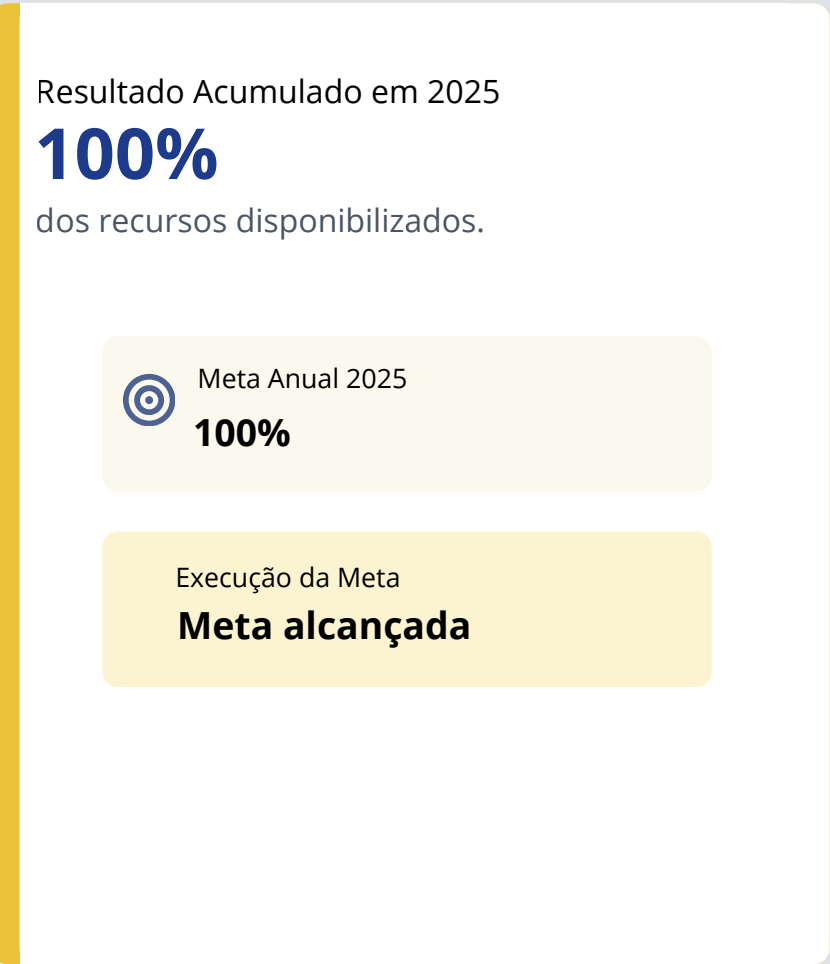 Resultado Acumulado em 2025
100%
dos recursos disponibilizados.
Meta Anual 2025
100%
Execução da Meta
Meta alcançada